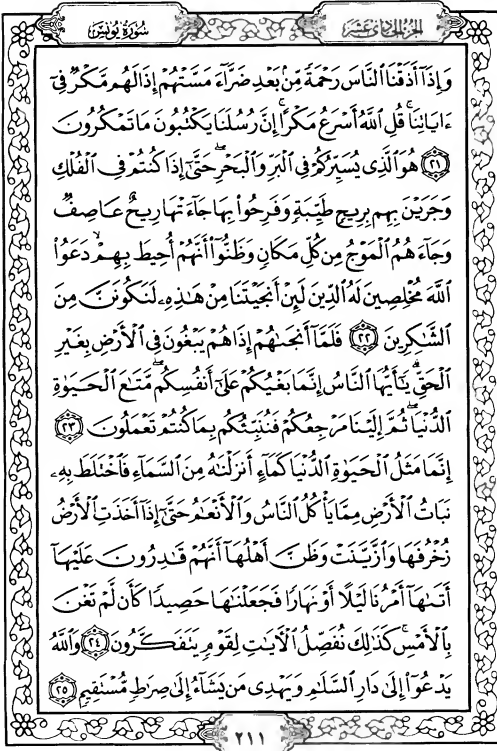 سُورَةُ يُونُسَ
الجزء الحادي عشر
وَإِذَآ أَذَقْنَا ٱلنَّاسَ رَحْمَةً مِّنۢ بَعْدِ ضَرَّآءَ مَسَّتْهُمْ إِذَا لَهُم مَّكْرٌ فِىٓ
ءَايَاتِنَا ۚ قُلِ ٱللَّهُ أَسْرَعُ مَكْرًا ۚ إِنَّ رُسُلَنَا يَكْتُبُونَ مَا تَمْكُرُونَ
٢١ هُوَ ٱلَّذِى يُسَيِّرُكُمْ فِى ٱلْبَرِّ وَٱلْبَحْرِ ۖ حَتَّىٰٓ إِذَا كُنتُمْ فِى ٱلْفُلْكِ
وَجَرَيْنَ بِهِم بِرِيحٍ طَيِّبَةٍ وَفَرِحُوا۟ بِهَا جَآءَتْهَا رِيحٌ عَاصِفٌ
وَجَآءَهُمُ ٱلْمَوْجُ مِن كُلِّ مَكَانٍ وَظَنُّوٓا۟ أَنَّهُمْ أُحِيطَ بِهِمْ ۙ دَعَوُا۟
ٱللَّهَ مُخْلِصِينَ لَهُ ٱلدِّينَ لَئِنْ أَنجَيْتَنَا مِنْ هَـٰذِهِۦ لَنَكُونَنَّ مِنَ
ٱلشَّـٰكِرِينَ ٢٢ فَلَمَّآ أَنجَىٰهُمْ إِذَا هُمْ يَبْغُونَ فِى ٱلْأَرْضِ بِغَيْرِ
ٱلْحَقِّ ۗ يَـٰٓأَيُّهَا ٱلنَّاسُ إِنَّمَا بَغْيُكُمْ عَلَىٰٓ أَنفُسِكُم ۖ مَّتَـٰعَ ٱلْحَيَوٰةِ
ٱلدُّنْيَا ۖ ثُمَّ إِلَيْنَا مَرْجِعُكُمْ فَنُنَبِّئُكُم بِمَا كُنتُمْ تَعْمَلُونَ ٢٣
إِنَّمَا مَثَلُ ٱلْحَيَوٰةِ ٱلدُّنْيَا كَمَآءٍ أَنزَلْنَـٰهُ مِنَ ٱلسَّمَآءِ فَٱخْتَلَطَ بِهِۦ
نَبَاتُ ٱلْأَرْضِ مِمَّا يَأْكُلُ ٱلنَّاسُ وَٱلْأَنْعَـٰمُ حَتَّىٰٓ إِذَآ أَخَذَتِ ٱلْأَرْضُ
زُخْرُفَهَا وَٱزَّيَّنَتْ وَظَنَّ أَهْلُهَآ أَنَّهُمْ قَـٰدِرُونَ عَلَيْهَآ
أَتَىٰهَآ أَمْرُنَا لَيْلًا أَوْ نَهَارًا فَجَعَلْنَـٰهَا حَصِيدًا كَأَن لَّمْ تَغْنَ
بِٱلْأَمْسِ ۚ كَذَٰلِكَ نُفَصِّلُ ٱلْـَٔايَـٰتِ لِقَوْمٍ يَتَفَكَّرُونَ ٢٤ وَٱللَّهُ
يَدْعُوٓا۟ إِلَىٰ دَارِ ٱلسَّلَـٰمِ وَيَهْدِى مَن يَشَآءُ إِلَىٰ صِرَٰطٍ مُّسْتَقِيمٍ ٢٥
٢١١